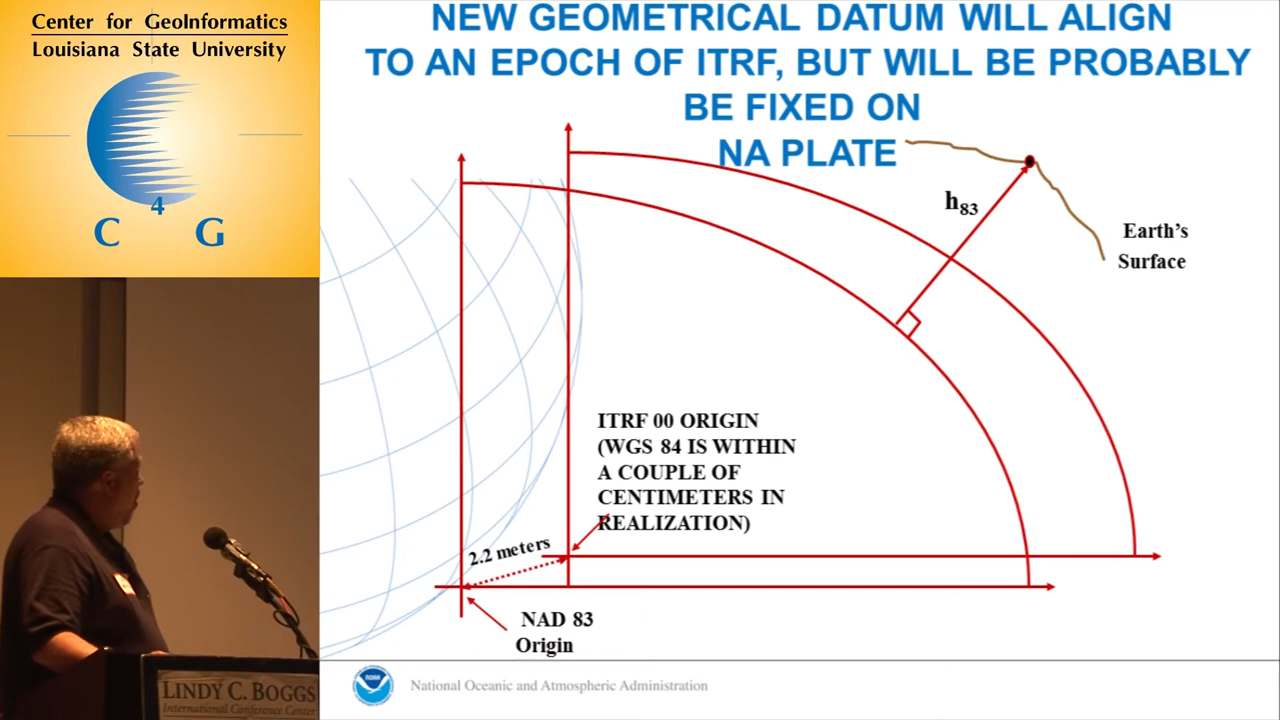 Center for GeoInformatics
Louisiana State University
C 4 G
NEW GEOMETRICAL DATUM WILL ALIGN
TO AN EPOCH OF ITRF, BUT WILL BE PROBABLY
BE FIXED ON
NA PLATE
h83
Earth's
Surface
ITRF 00 ORIGIN
(WGS 84 IS WITHIN
A COUPLE OF
CENTIMETERS IN
REALIZATION)
2.2 meters
NAD 83
Origin
NOAA
National Oceanic and Atmospheric Administration
LINDY C. BOGGS
International Conference Center